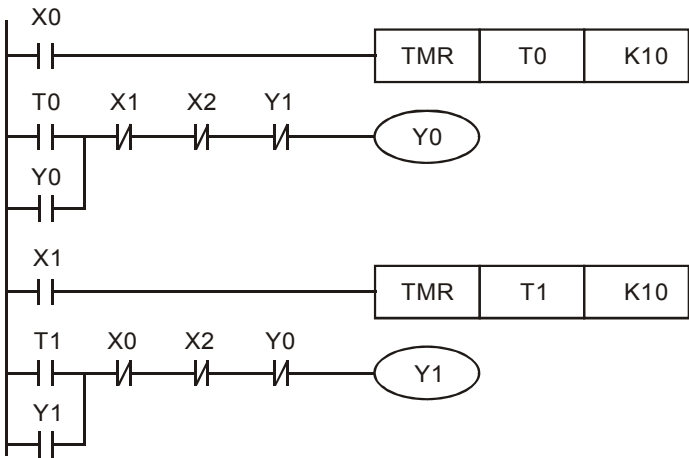 X0
TMR T0 K10
T0 X1 X2 Y1
Y0
Y0
X1
TMR T1 K10
T1 X0 X2 Y0
Y1
Y1